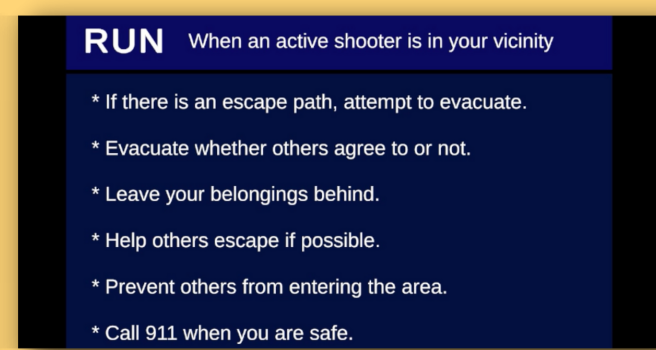 RUN When an active shooter is in your vicinity
* If there is an escape path, attempt to evacuate.
* Evacuate whether others agree to or not.
* Leave your belongings behind.
* Help others escape if possible.
* Prevent others from entering the area.
* Call 911 when you are safe.